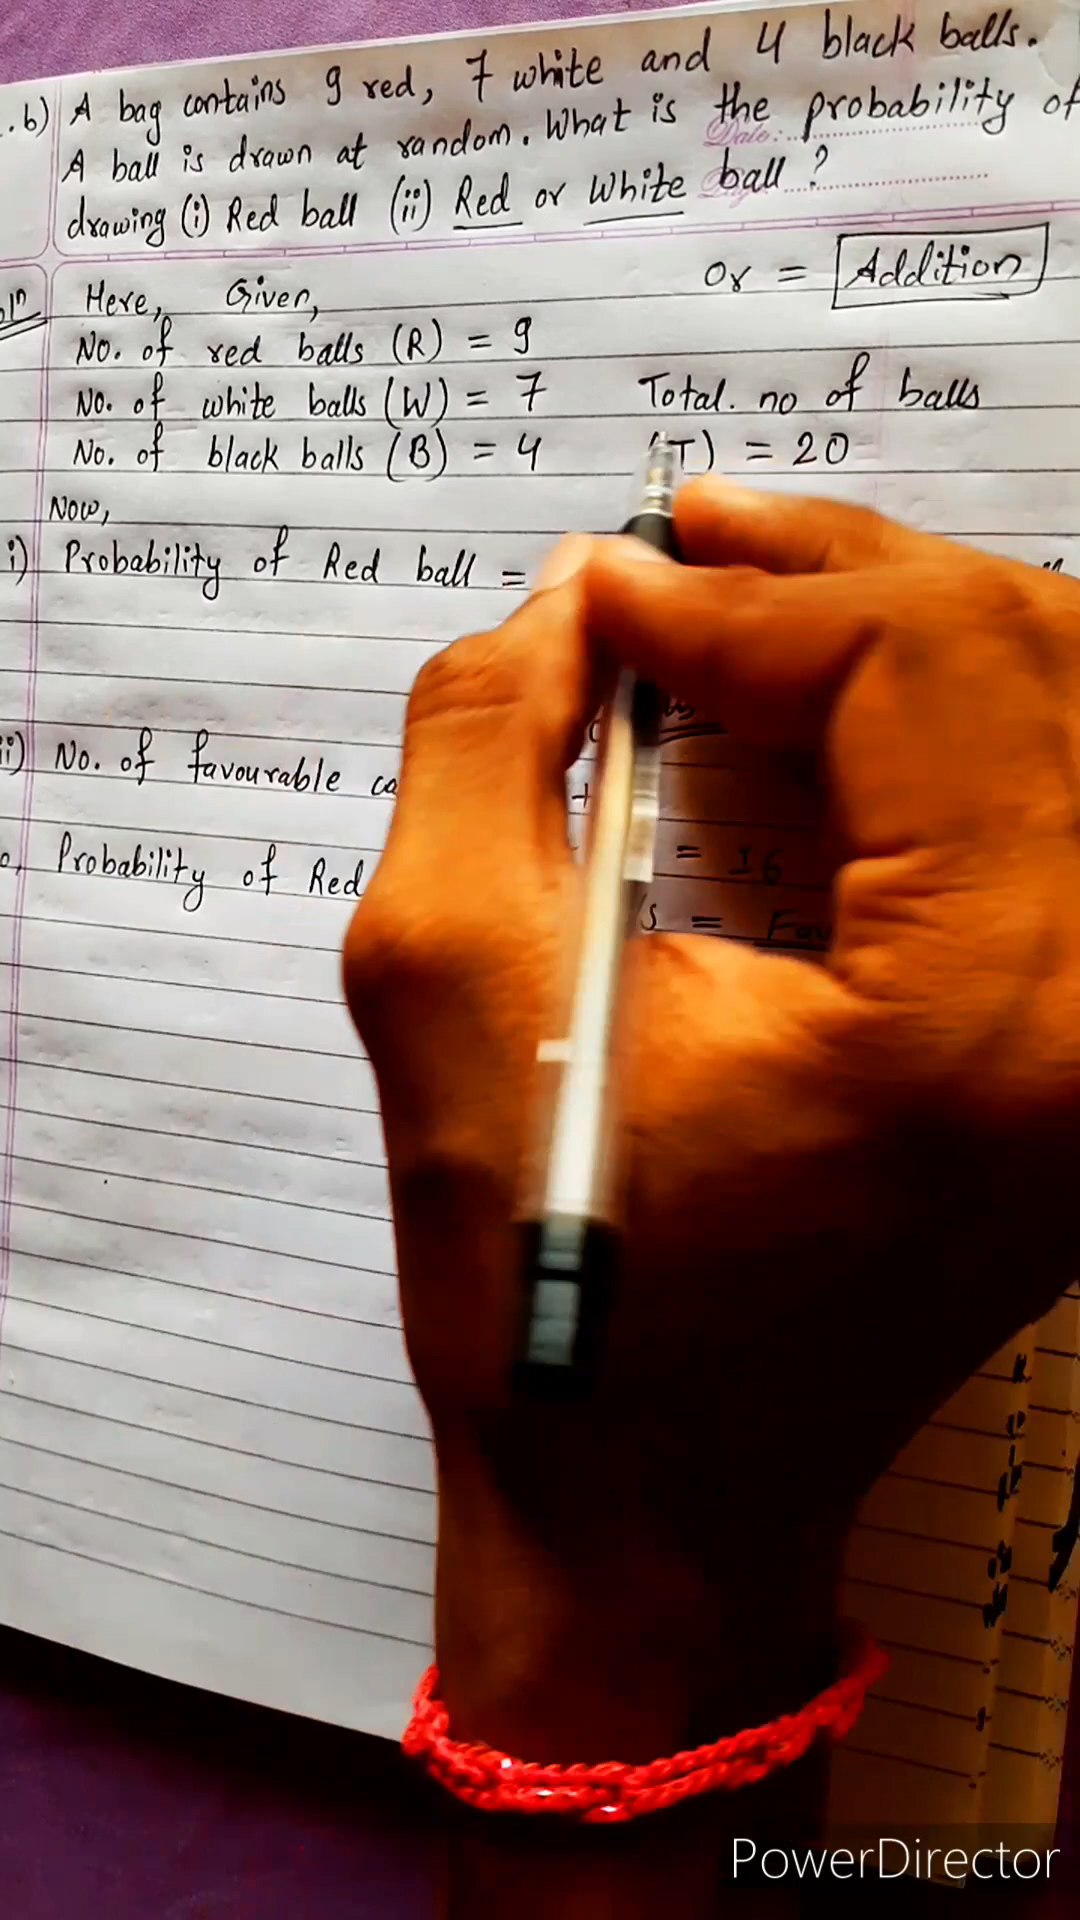 .b) A bag contains 9 red, 7 white and 4 black balls.
A ball is drawn at random. What is the probability of
Date:
drawing (i) Red ball (ii) Red or White ball ?
Here, Given,
Or = Addition
No. of red balls (R) = 9
No. of white balls (W) = 7
Total. no of balls
No. of black balls (B) = 4
(T) = 20
Now,
i) Probability of Red ball =
ii) No. of favourable ca
+
= 16
Probability of Red
s = Fav
PowerDirector